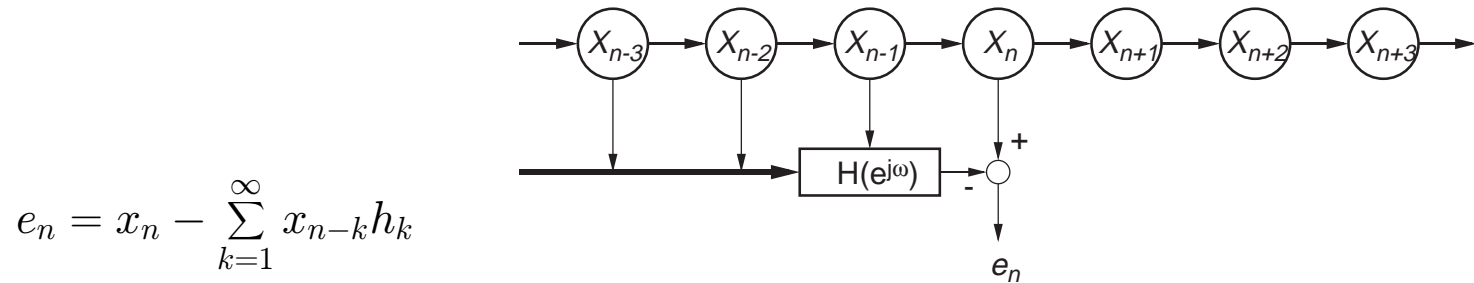 X_{n-3} X_{n-2} X_{n-1} X_n X_{n+1} X_{n+2} X_{n+3}
+
H(e^{jω}) -
e_n = x_n − \sum_{k=1}^{∞} x_{n−k}h_k
e_n